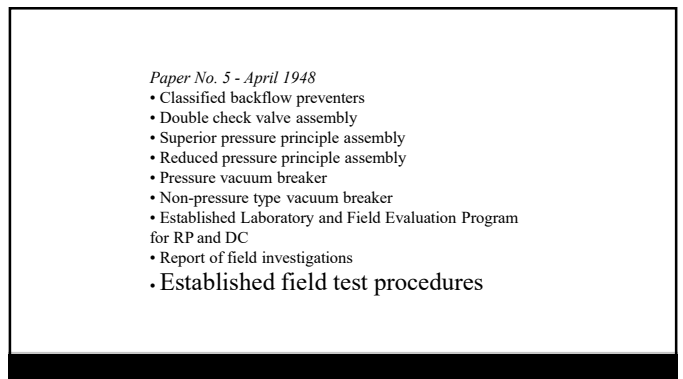 Paper No. 5 - April 1948
• Classified backflow preventers
• Double check valve assembly
• Superior pressure principle assembly
• Reduced pressure principle assembly
• Pressure vacuum breaker
• Non-pressure type vacuum breaker
• Established Laboratory and Field Evaluation Program
for RP and DC
• Report of field investigations
• Established field test procedures